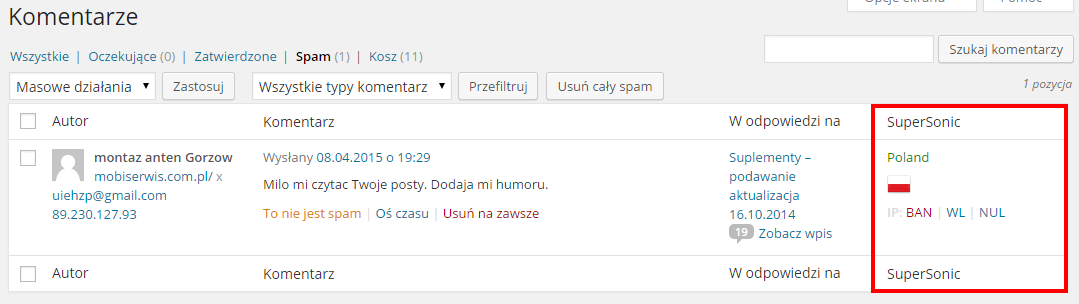 Opcje ekranu Pomoc
Komentarze
Wszystkie | Oczekujące (0) | Zatwierdzone | Spam (1) | Kosz (11)
Szukaj komentarzy
Masowe działania Zastosuj Wszystkie typy komentarz Przefiltruj Usuń cały spam 1 pozycja
Autor Komentarz W odpowiedzi na SuperSonic
montaz anten Gorzow Wysłany 08.04.2015 o 19:29 Suplementy – Poland
mobiserwis.com.pl/ x podawanie
Milo mi czytac Twoje posty. Dodaja mi humoru.
uiehzp@gmail.com aktualizacja
89.230.127.93 To nie jest spam | Oś czasu | Usuń na zawsze 16.10.2014 IP: BAN | WL | NUL
19 Zobacz wpis
Autor Komentarz W odpowiedzi na SuperSonic